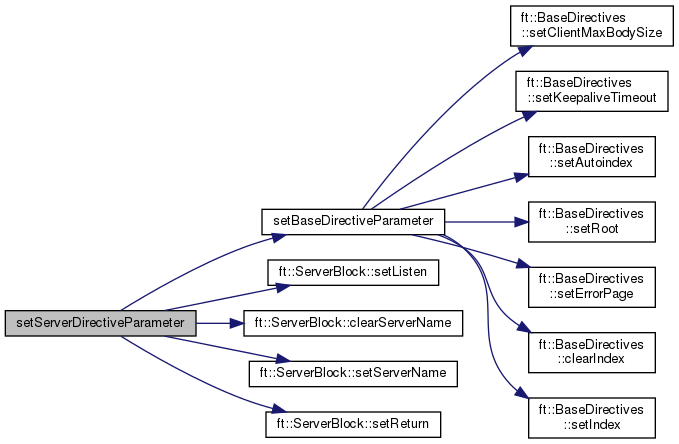 setServerDirectiveParameter
setBaseDirectiveParameter
ft::ServerBlock::setListen
ft::ServerBlock::clearServerName
ft::ServerBlock::setServerName
ft::ServerBlock::setReturn
ft::BaseDirectives
::setClientMaxBodySize
ft::BaseDirectives
::setKeepaliveTimeout
ft::BaseDirectives
::setAutoindex
ft::BaseDirectives
::setRoot
ft::BaseDirectives
::setErrorPage
ft::BaseDirectives
::clearIndex
ft::BaseDirectives
::setIndex